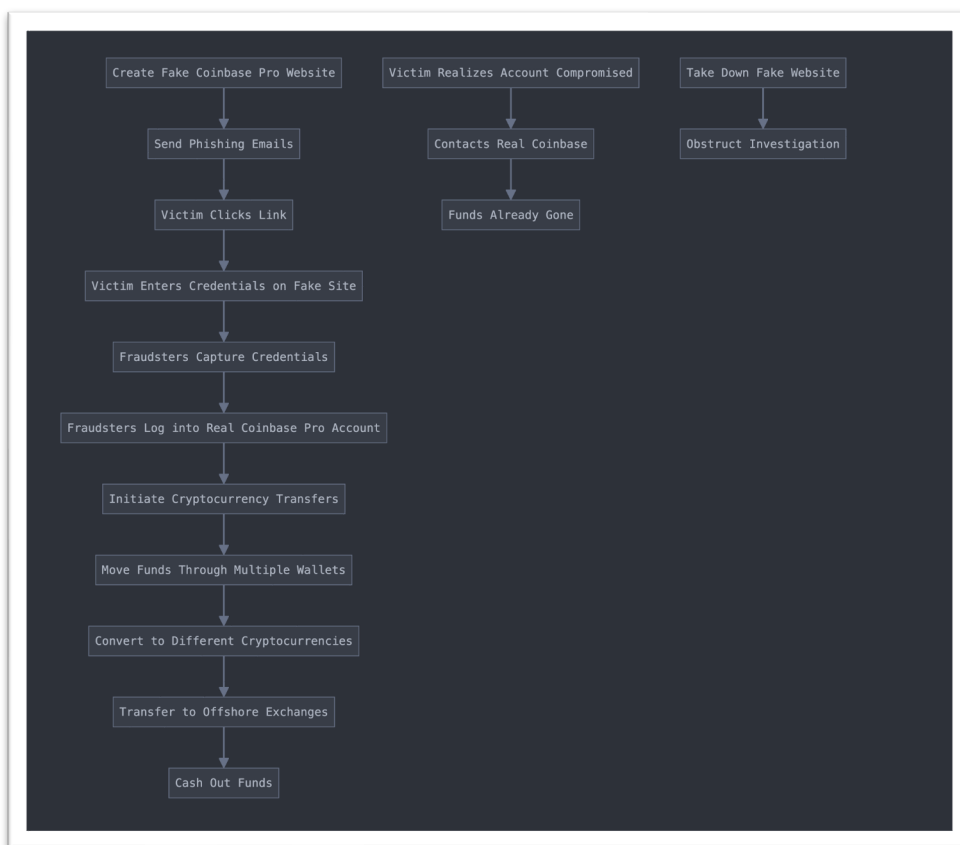 Create Fake Coinbase Pro Website
Send Phishing Emails
Victim Clicks Link
Victim Enters Credentials on Fake Site
Fraudsters Capture Credentials
Fraudsters Log into Real Coinbase Pro Account
Initiate Cryptocurrency Transfers
Move Funds Through Multiple Wallets
Convert to Different Cryptocurrencies
Transfer to Offshore Exchanges
Cash Out Funds
Victim Realizes Account Compromised
Contacts Real Coinbase
Funds Already Gone
Take Down Fake Website
Obstruct Investigation